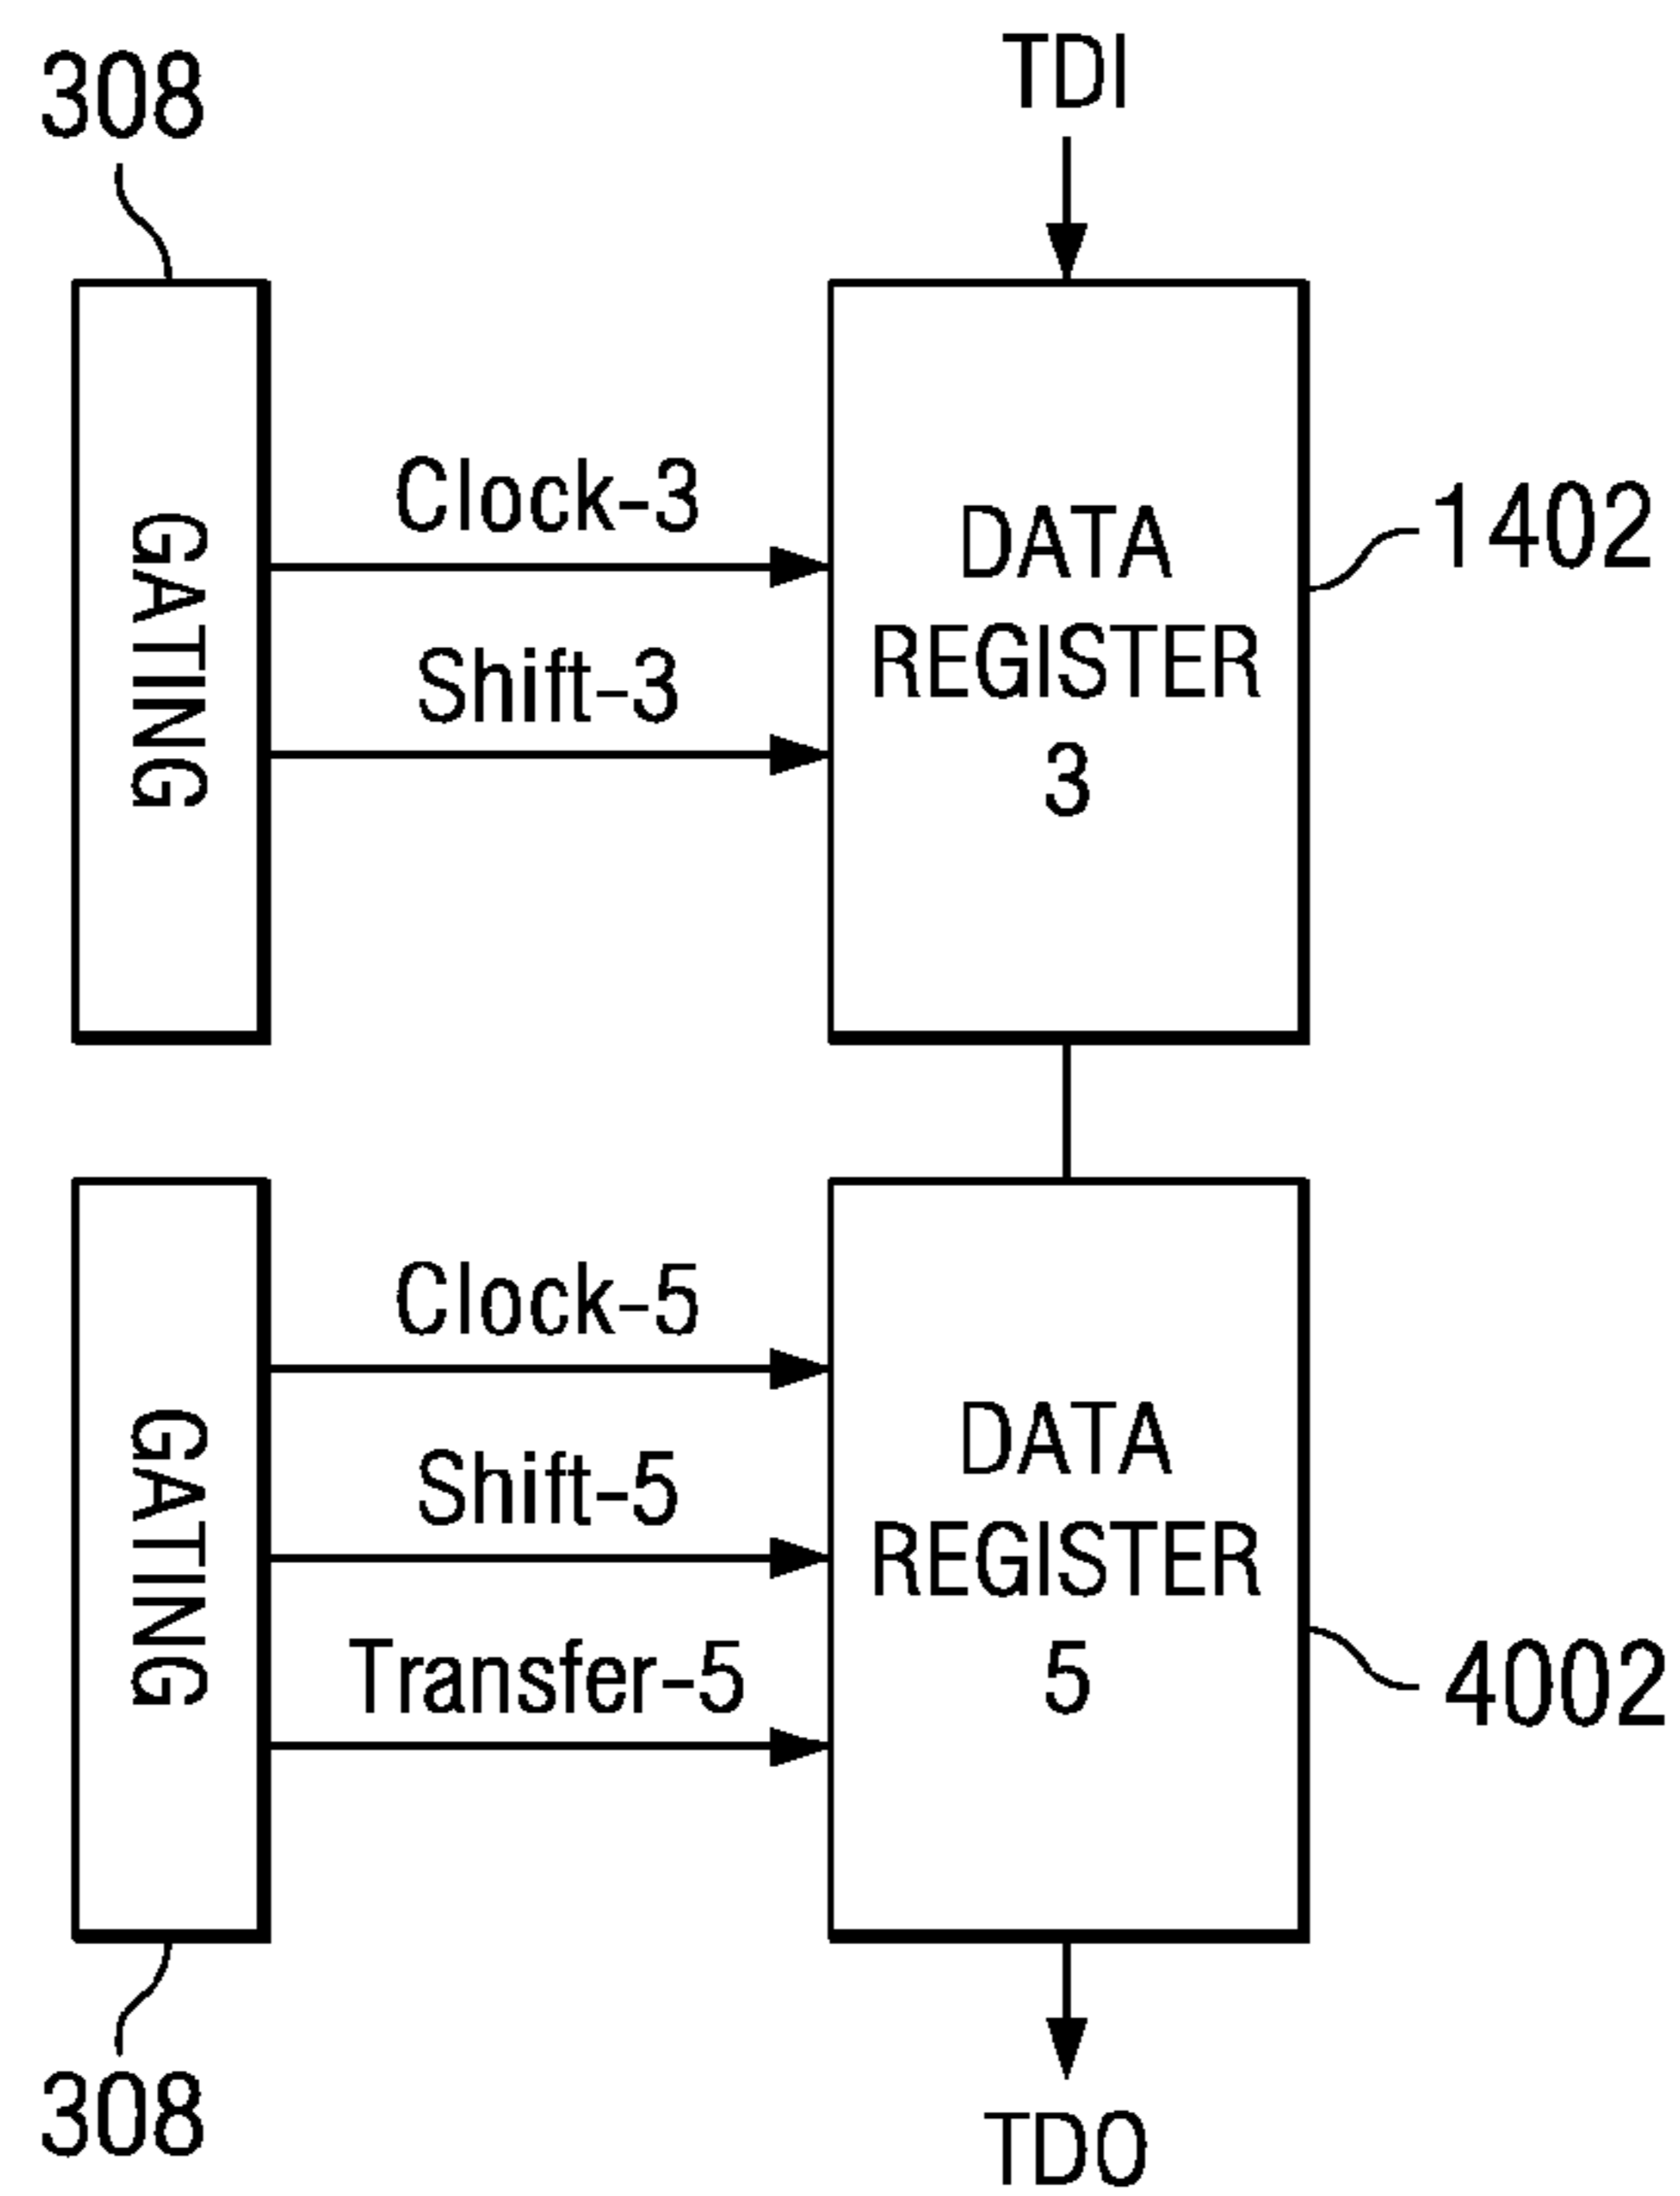 308
TDI
GATING
Clock-3
Shift-3
DATA
REGISTER
3
1402
GATING
Clock-5
Shift-5
Transfer-5
DATA
REGISTER
5
4002
308
TDO